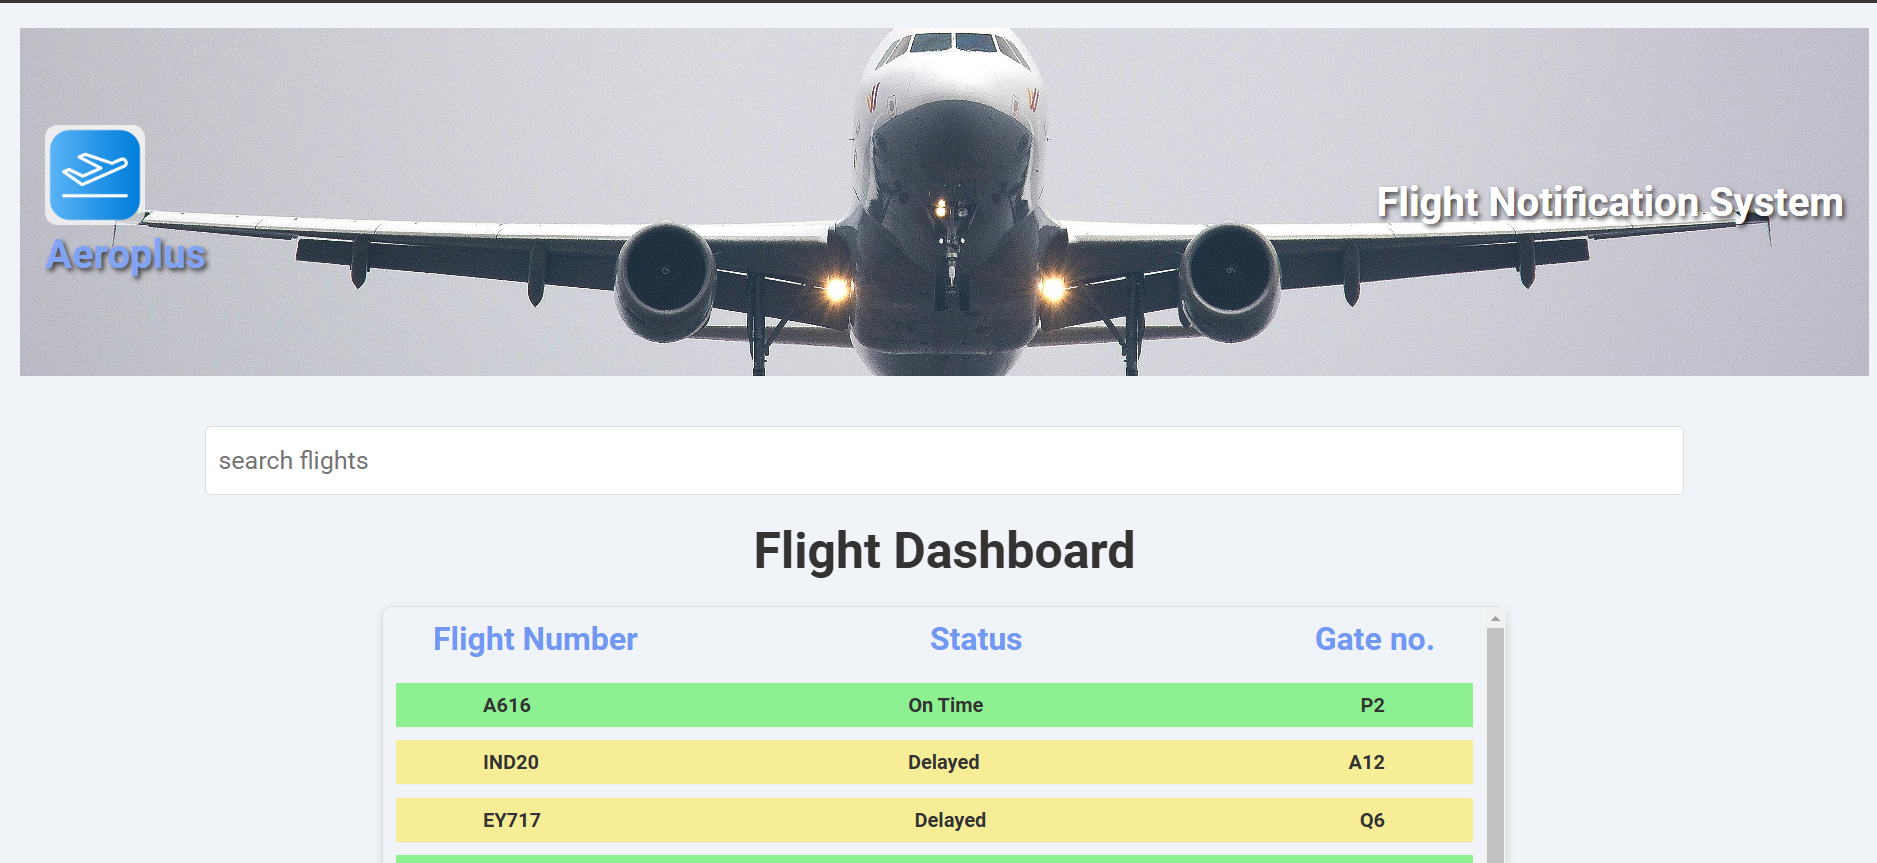 Aeroplus
Flight Notification System
search flights
Flight Dashboard
Flight Number Status Gate no.
A616 On Time P2
IND20 Delayed A12
EY717 Delayed Q6